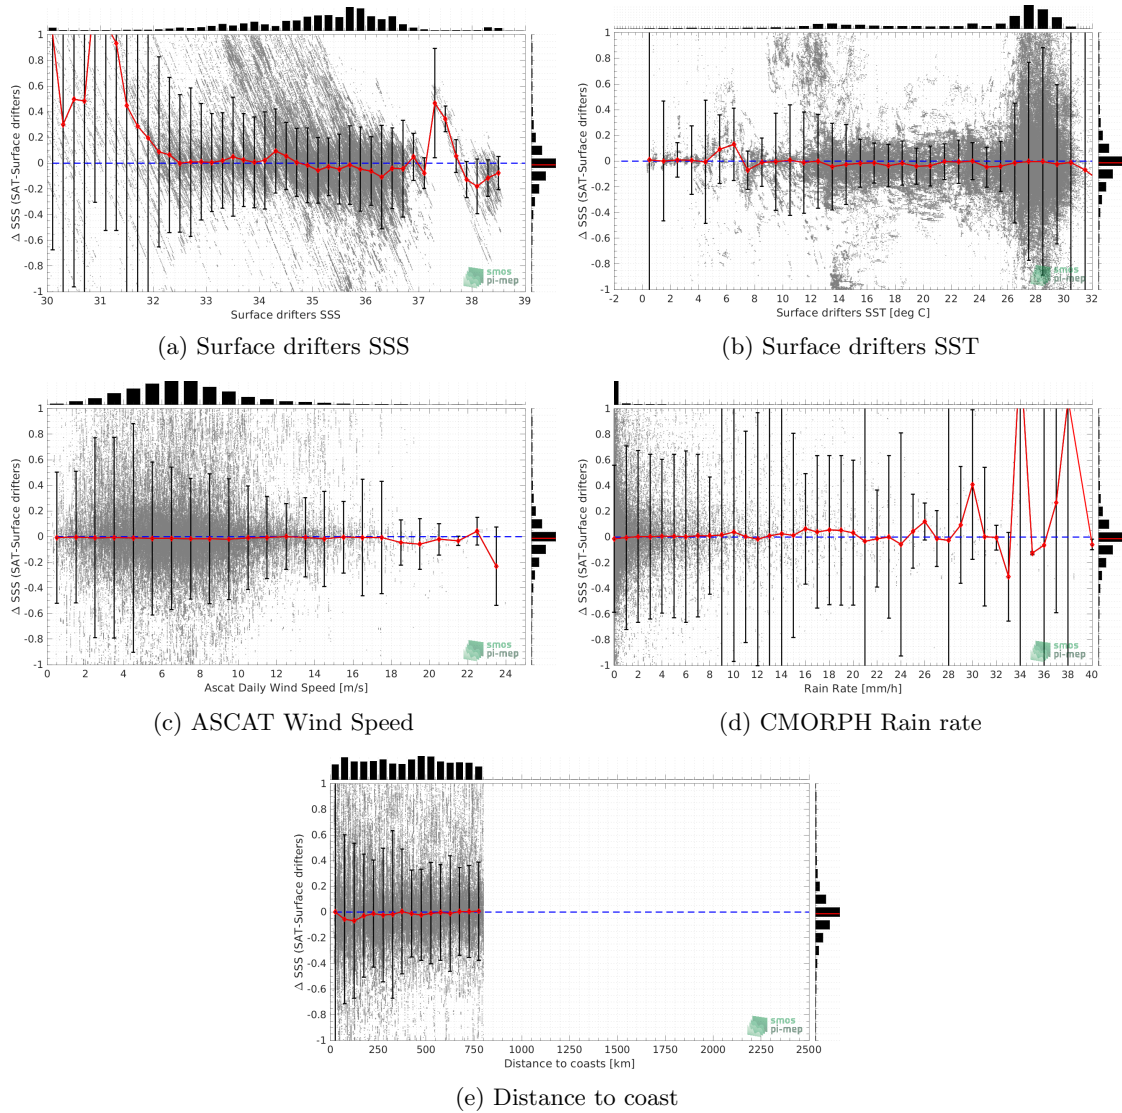 1
0.8
0.6
0.4
0.2
0
-0.2
-0.4
-0.6
-0.8
-1
Δ SSS (SAT-Surface drifters)
30 31 32 33 34 35 36 37 38 39
Surface drifters SSS
smos
pi-mep
(a) Surface drifters SSS
1
0.8
0.6
0.4
0.2
0
-0.2
-0.4
-0.6
-0.8
-1
Δ SSS (SAT-Surface drifters)
-2 0 2 4 6 8 10 12 14 16 18 20 22 24 26 28 30 32
Surface drifters SST [deg C]
smos
pi-mep
(b) Surface drifters SST
1
0.8
0.6
0.4
0.2
0
-0.2
-0.4
-0.6
-0.8
-1
Δ SSS (SAT-Surface drifters)
0 2 4 6 8 10 12 14 16 18 20 22 24
Ascat Daily Wind Speed [m/s]
smos
pi-mep
(c) ASCAT Wind Speed
1
0.8
0.6
0.4
0.2
0
-0.2
-0.4
-0.6
-0.8
-1
Δ SSS (SAT-Surface drifters)
0 2 4 6 8 10 12 14 16 18 20 22 24 26 28 30 32 34 36 38 40
Rain Rate [mm/h]
smos
pi-mep
(d) CMORPH Rain rate
1
0.8
0.6
0.4
0.2
0
-0.2
-0.4
-0.6
-0.8
-1
Δ SSS (SAT-Surface drifters)
0 250 500 750 1000 1250 1500 1750 2000 2250 2500
Distance to coasts [km]
smos
pi-mep
(e) Distance to coast